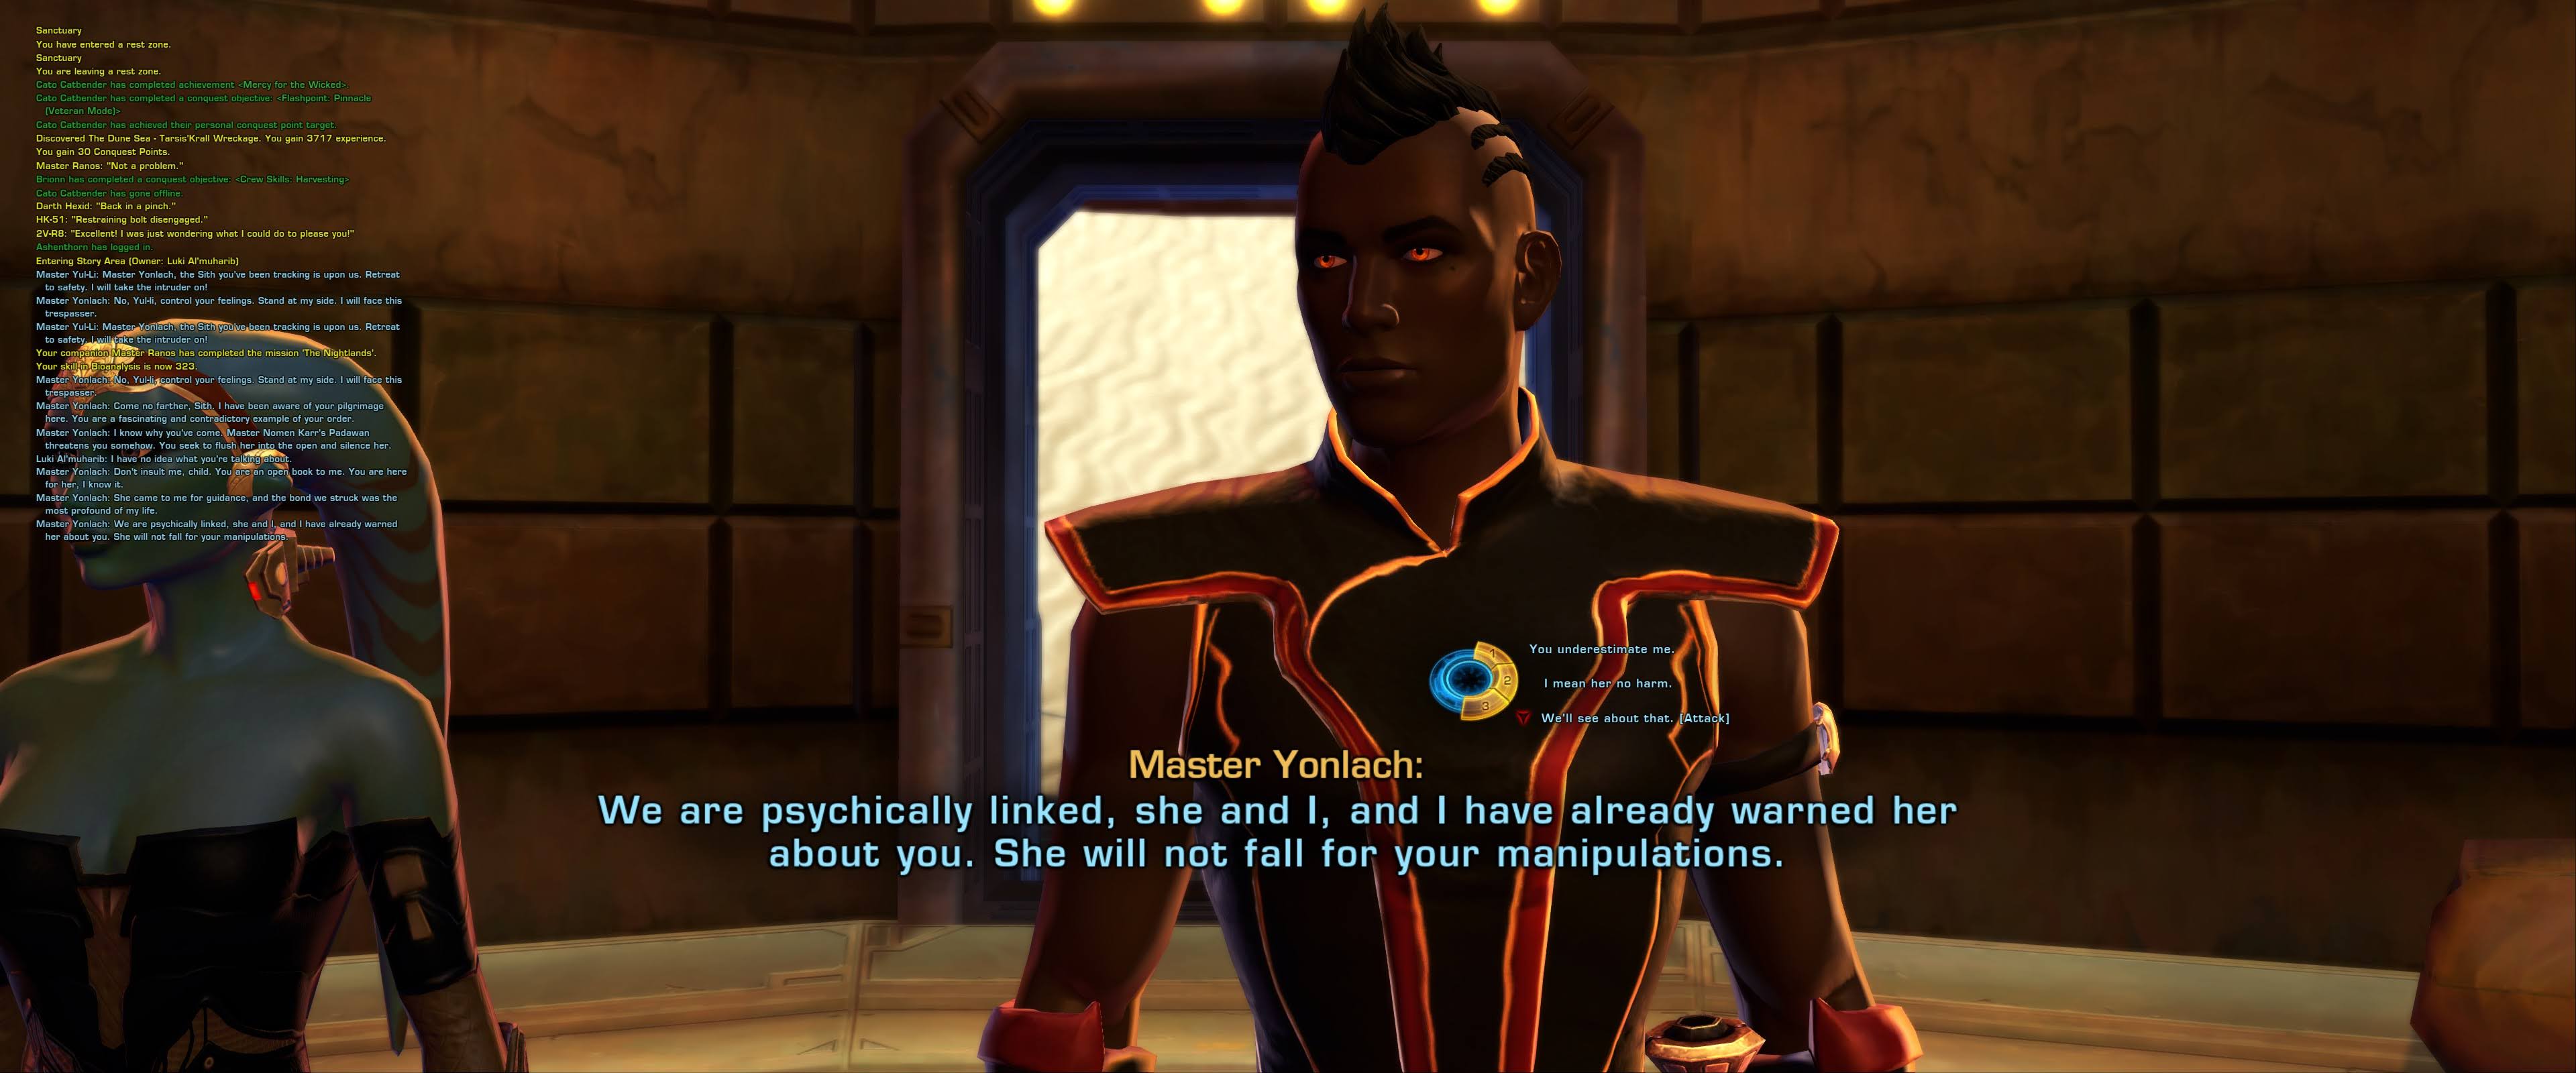 Sanctuary
You have entered a rest zone.
Sanctuary
You are leaving a rest zone.
Cato Catbender has completed achievement <Mercy for the Wicked>.
Cato Catbender has completed a conquest objective: <Flashpoint: Pinnacle
(Veteran Mode)>
Cato Catbender has achieved their personal conquest point target.
Discovered The Dune Sea - Tarsis'Krall Wreckage. You gain 3717 experience.
You gain 30 Conquest Points.
Master Ranos: "Not a problem."
Brionn has completed a conquest objective: <Crew Skills: Harvesting>
Cato Catbender has gone offline.
Darth Hexid: "Back in a pinch."
HK-51: "Restraining bolt disengaged."
2V-R8: "Excellent! I was just wondering what I could do to please you!"
Ashenthorn has logged in.
Entering Story Area (Owner: Luki Al'muharib)
Master Yul-Li: Master Yonlach, the Sith you've been tracking is upon us. Retreat
to safety. I will take the intruder on!
Master Yonlach: No, Yul-li, control your feelings. Stand at my side. I will face this
trespasser.
Master Yul-Li: Master Yonlach, the Sith you've been tracking is upon us. Retreat
to safety. I will take the intruder on!
Your companion Master Ranos has completed the mission 'The Nightlands'.
Your skill in Bioanalysis is now 323.
Master Yonlach: No, Yul-li, control your feelings. Stand at my side. I will face this
trespasser.
Master Yonlach: Come no farther, Sith. I have been aware of your pilgrimage
here. You are a fascinating and contradictory example of your order.
Master Yonlach: I know why you've come. Master Nomen Karr's Padawan
threatens you somehow. You seek to flush her into the open and silence her.
Luki Al'muharib: I have no idea what you're talking about.
Master Yonlach: Don't insult me, child. You are an open book to me. You are here
for her, I know it.
Master Yonlach: She came to me for guidance, and the bond we struck was the
most profound of my life.
Master Yonlach: We are psychically linked, she and I, and I have already warned
her about you. She will not fall for your manipulations.
1 You underestimate me.
2 I mean her no harm.
3 We'll see about that. [Attack]
Master Yonlach:
We are psychically linked, she and I, and I have already warned her
about you. She will not fall for your manipulations.